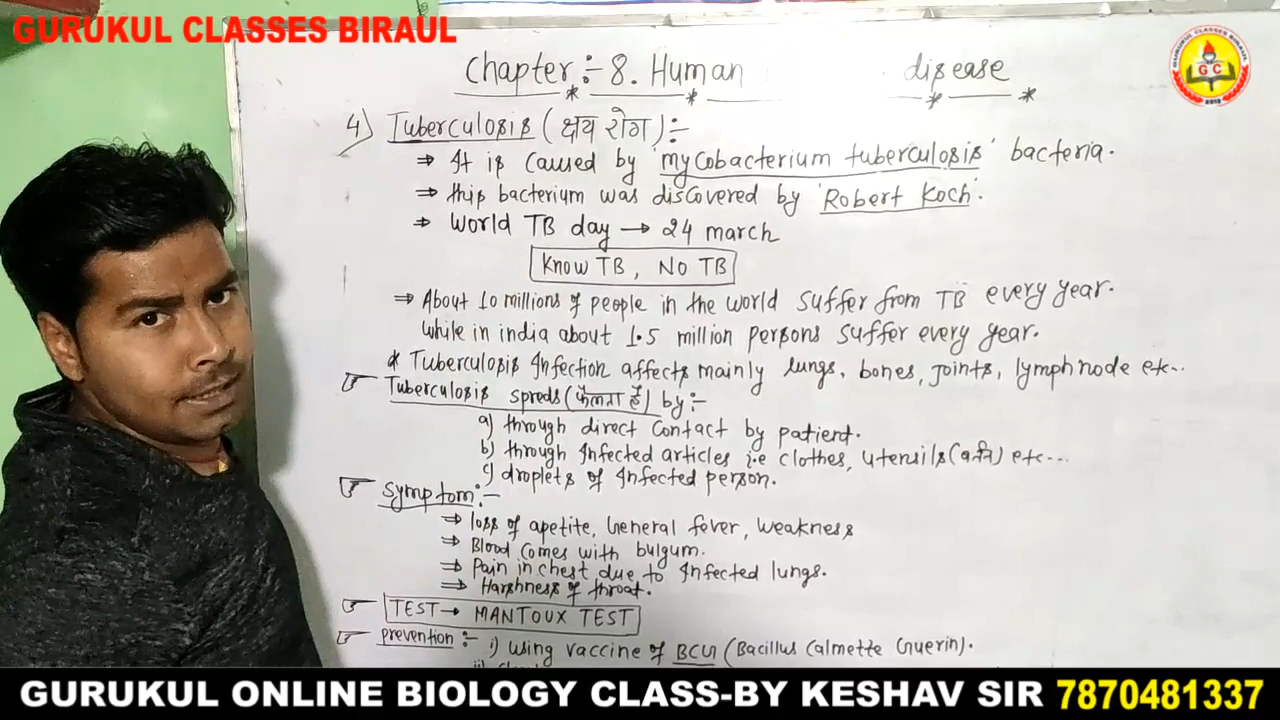 GURUKUL CLASSES BIRAUL
Chapter :- 8. Human disease
GURUKUL CLASSES BIRAUL
GC
2012
4) Tuberculosis (क्षय रोग) :-
⇒ It is caused by 'mycobacterium tuberculosis' bacteria.
⇒ this bacterium was discovered by 'Robert Koch'.
⇒ World TB day → 24 march
Know TB, NO TB
⇒ About 10 millions of people in the world suffer from TB every year.
while in india about 1.5 million persons suffer every year.
* Tuberculosis Infection affects mainly lungs, bones, joints, lymph node etc...
☞ Tuberculosis spreds (फैलता है) by :-
a) through direct contact by patient.
b) through Infected articles i.e clothes, utensils () etc...
c) droplets of Infected person.
☞ Symptom :-
⇒ loss of apetite, General fever, weakness
⇒ Blood comes with bulgum.
⇒ Pain in chest due to Infected lungs.
⇒ Harshness of throat.
☞ TEST → MANTOUX TEST
☞ prevention :- i) using vaccine of BCG (Bacillus Calmette Guerin).
ii)
GURUKUL ONLINE BIOLOGY CLASS-BY KESHAV SIR 7870481337